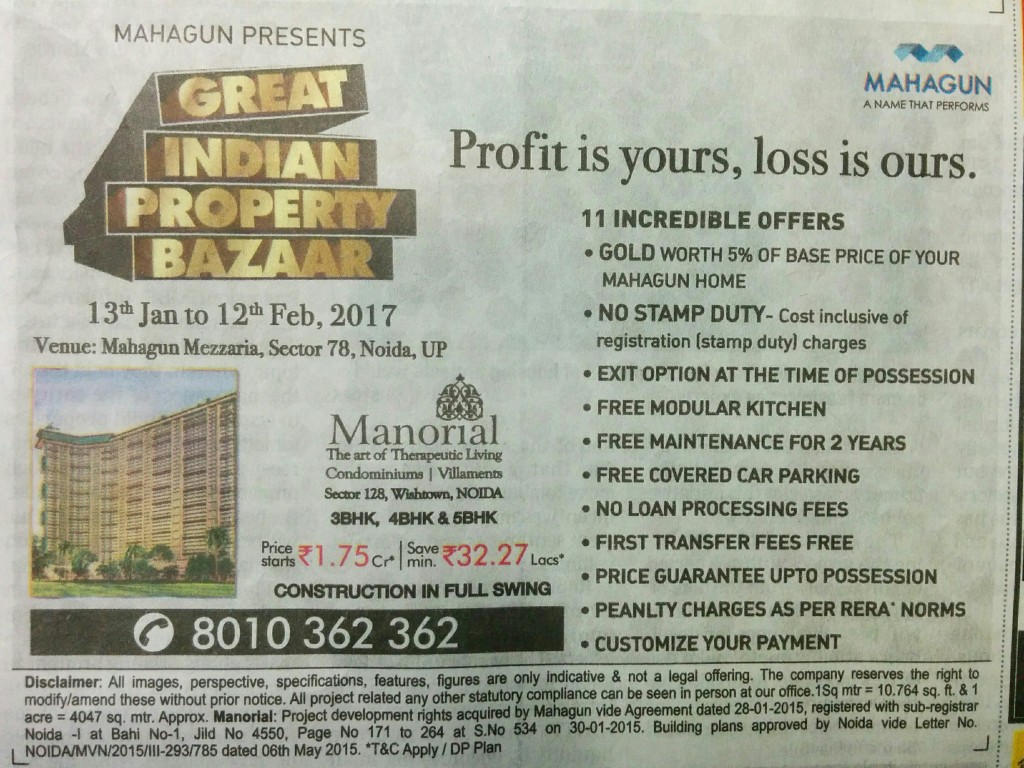 MAHAGUN PRESENTS
GREAT
INDIAN
PROPERTY
BAZAAR
13th Jan to 12th Feb, 2017
Venue: Mahagun Mezzaria, Sector 78, Noida, UP
Manorial
The art of Therapeutic Living
Condominiums | Villaments
Sector 128, Wishtown, NOIDA
3BHK, 4BHK & 5BHK
Price starts ₹1.75 Cr* | Save min. ₹32.27 Lacs*
CONSTRUCTION IN FULL SWING
8010 362 362
MAHAGUN
A NAME THAT PERFORMS
Profit is yours, loss is ours.
11 INCREDIBLE OFFERS
• GOLD WORTH 5% OF BASE PRICE OF YOUR
MAHAGUN HOME
• NO STAMP DUTY- Cost inclusive of
registration (stamp duty) charges
• EXIT OPTION AT THE TIME OF POSSESSION
• FREE MODULAR KITCHEN
• FREE MAINTENANCE FOR 2 YEARS
• FREE COVERED CAR PARKING
• NO LOAN PROCESSING FEES
• FIRST TRANSFER FEES FREE
• PRICE GUARANTEE UPTO POSSESSION
• PEANLTY CHARGES AS PER RERA* NORMS
• CUSTOMIZE YOUR PAYMENT
Disclaimer: All images, perspective, specifications, features, figures are only indicative & not a legal offering. The company reserves the right to
modify/amend these without prior notice. All project related any other statutory compliance can be seen in person at our office.1Sq mtr = 10.764 sq. ft. & 1
acre = 4047 sq. mtr. Approx. Manorial: Project development rights acquired by Mahagun vide Agreement dated 28-01-2015, registered with sub-registrar
Noida -I at Bahi No-1, Jild No 4550, Page No 171 to 264 at S.No 534 on 30-01-2015. Building plans approved by Noida vide Letter No.
NOIDA/MVN/2015/III-293/785 dated 06th May 2015. *T&C Apply / DP Plan